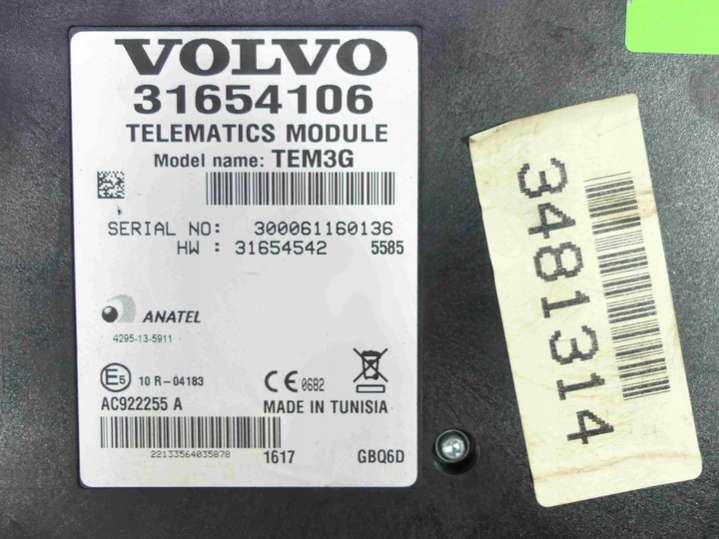 VOLVO
31654106
TELEMATICS MODULE
Model name: TEM3G
SERIAL NO: 300061160136
HW : 31654542 5585
ANATEL
4295-13-5911
E5 10 R-04183
CE 0682
AC922255 A
MADE IN TUNISIA
22133564035878
1617 GBQ6D
3481314